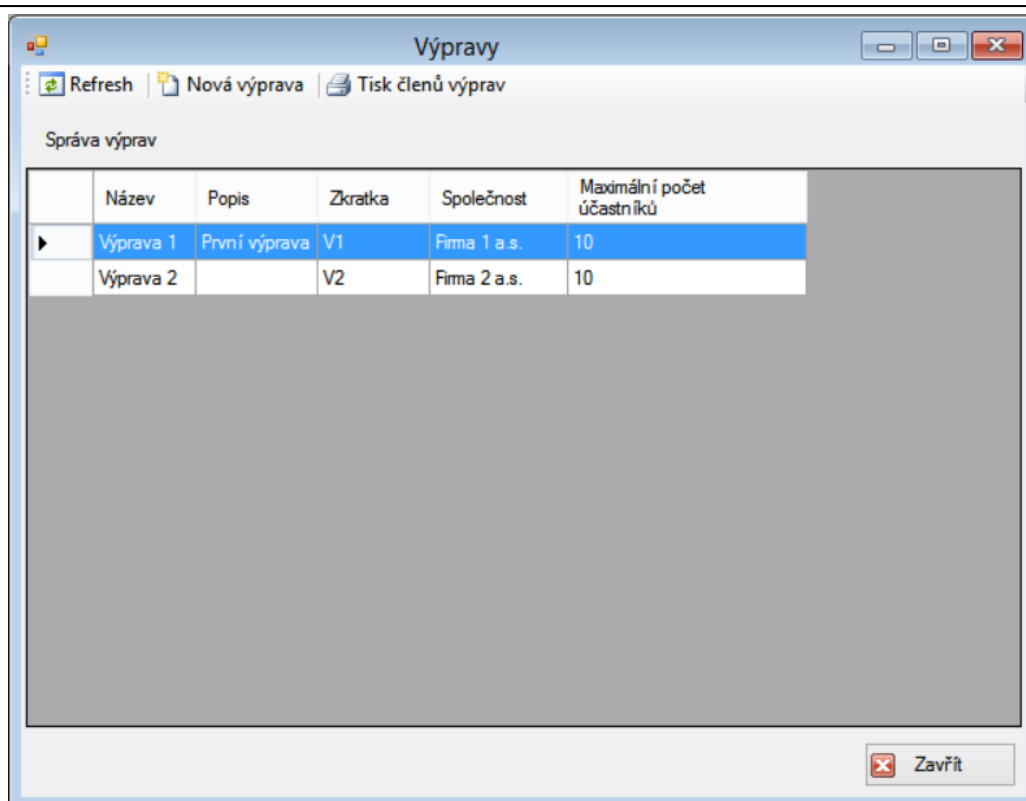 Výpravy
Refresh Nová výprava Tisk členů výprav
Správa výprav
Název Popis Zkratka Společnost Maximální počet
účastníků
Výprava 1 První výprava V1 Firma 1 a.s. 10
Výprava 2 V2 Firma 2 a.s. 10
Zavřít